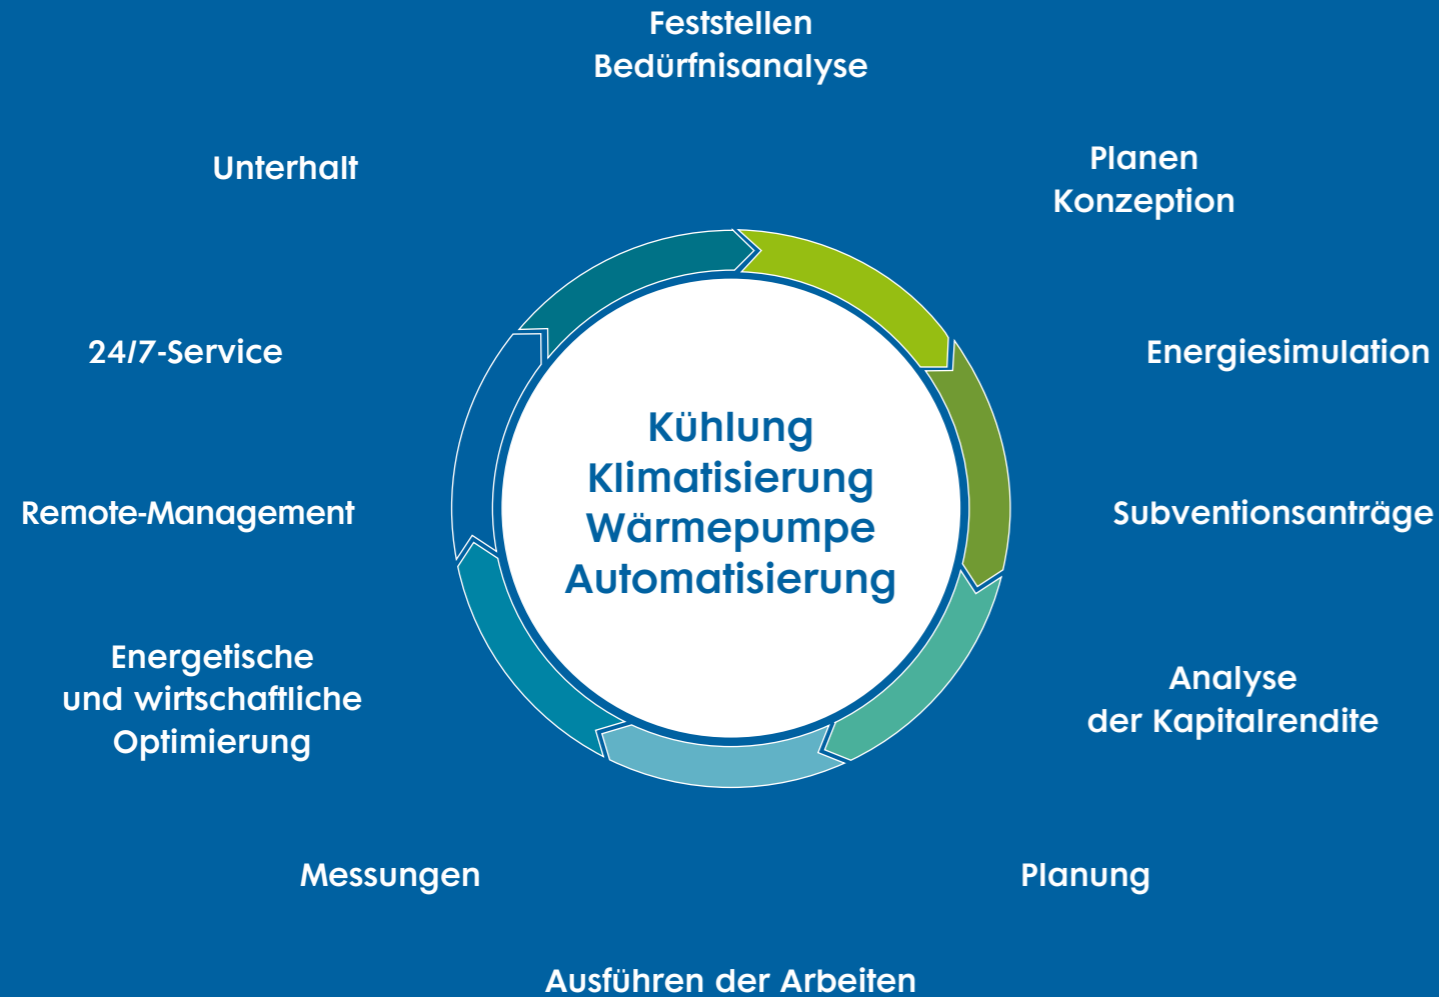 Feststellen
Bedürfnisanalyse
Planen
Konzeption
Energiesimulation
Subventionsanträge
Analyse
der Kapitalrendite
Planung
Ausführen der Arbeiten
Messungen
Energetische
und wirtschaftliche
Optimierung
Remote-Management
24/7-Service
Unterhalt
Kühlung
Klimatisierung
Wärmepumpe
Automatisierung